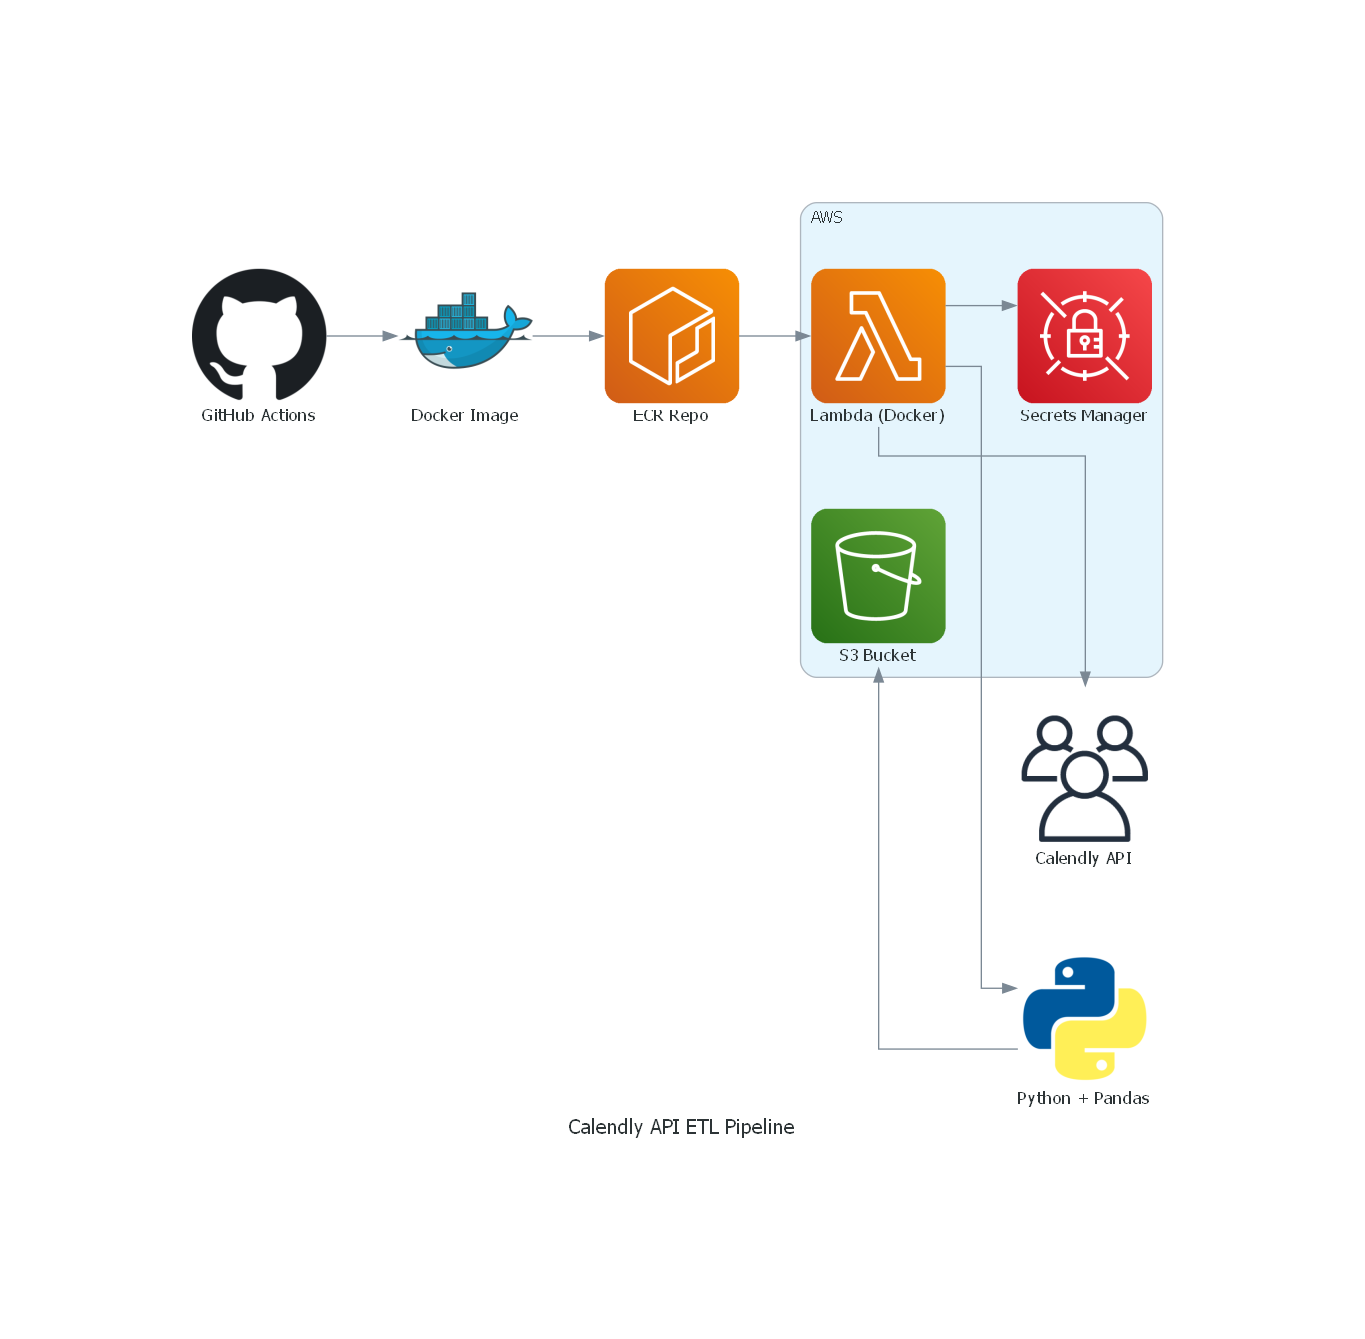 AWS
GitHub Actions
Docker Image
ECR Repo
Lambda (Docker)
Secrets Manager
S3 Bucket
Calendly API
Python + Pandas
Calendly API ETL Pipeline